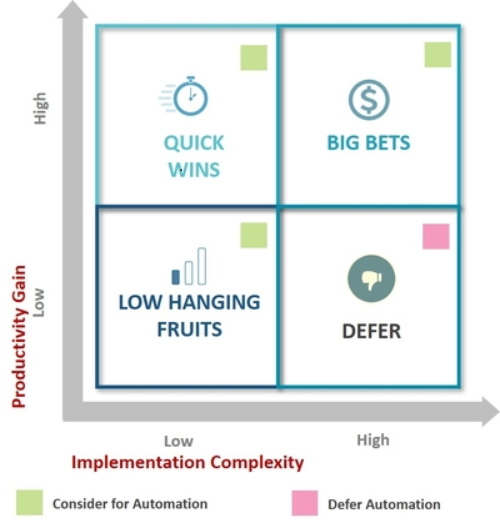 High
QUICK
WINS
BIG BETS
Productivity Gain
Low
LOW HANGING
FRUITS
DEFER
Low
High
Implementation Complexity
Consider for Automation
Defer Automation